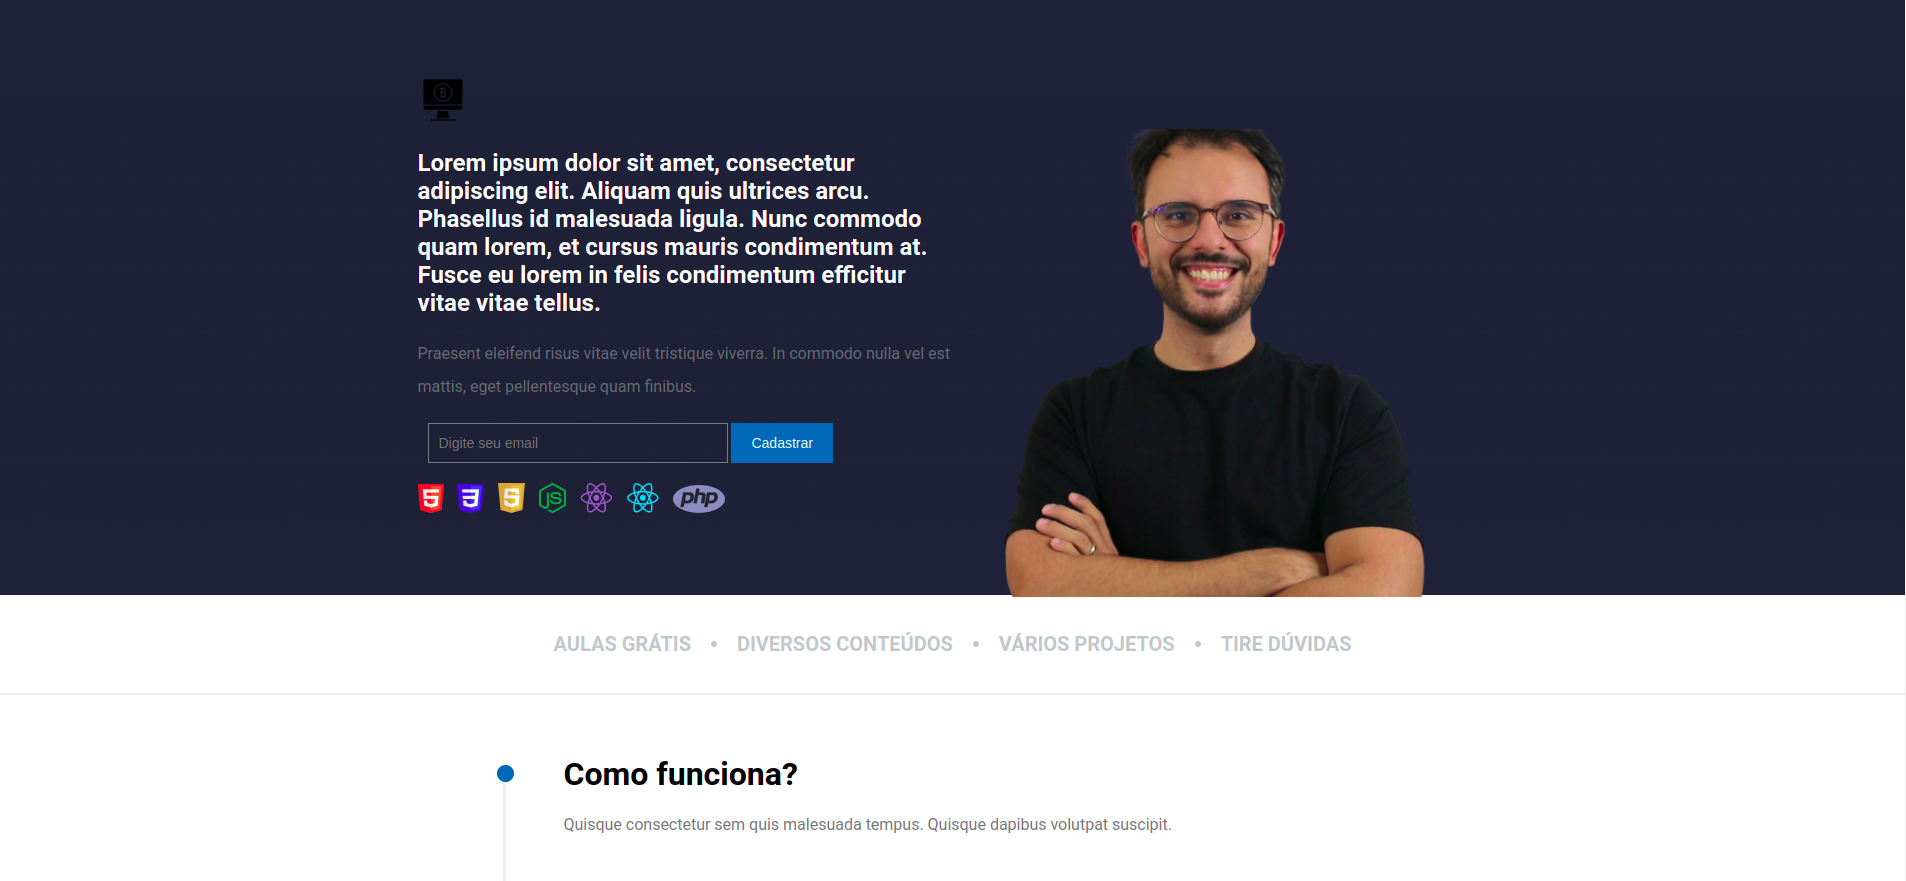 Lorem ipsum dolor sit amet, consectetur
adipiscing elit. Aliquam quis ultrices arcu.
Phasellus id malesuada ligula. Nunc commodo
quam lorem, et cursus mauris condimentum at.
Fusce eu lorem in felis condimentum efficitur
vitae vitae tellus.
Praesent eleifend risus vitae velit tristique viverra. In commodo nulla vel est
mattis, eget pellentesque quam finibus.
Digite seu email
Cadastrar
5 3 5 JS php
AULAS GRÁTIS • DIVERSOS CONTEÚDOS • VÁRIOS PROJETOS • TIRE DÚVIDAS
Como funciona?
Quisque consectetur sem quis malesuada tempus. Quisque dapibus volutpat suscipit.